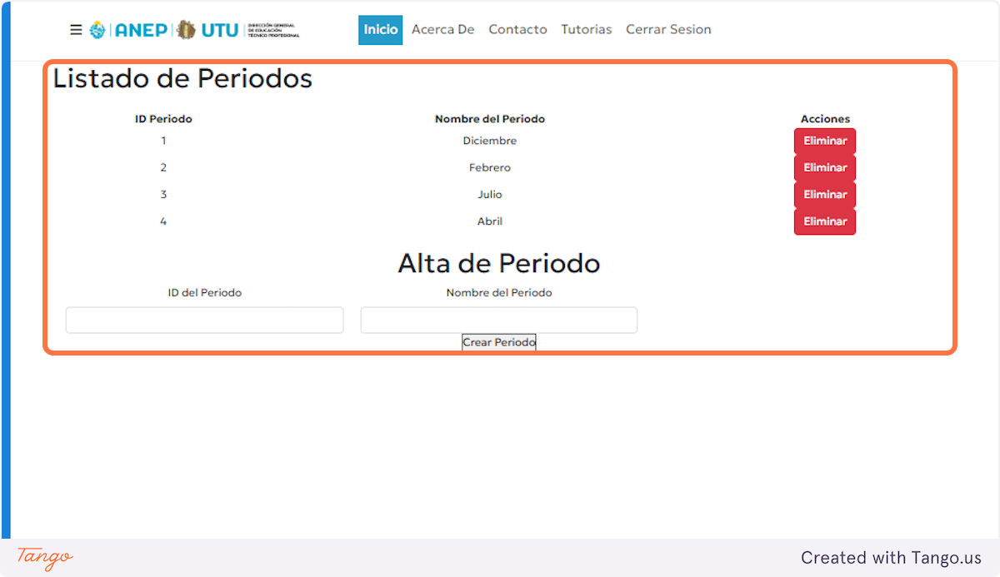 ANEP UTU DIRECCIÓN GENERAL
DE EDUCACIÓN
TÉCNICO PROFESIONAL
Inicio Acerca De Contacto Tutorias Cerrar Sesion
Listado de Periodos
ID Periodo Nombre del Periodo Acciones
1 Diciembre Eliminar
2 Febrero Eliminar
3 Julio Eliminar
4 Abril Eliminar
Alta de Periodo
ID del Periodo Nombre del Periodo
Crear Periodo
Tango Created with Tango.us